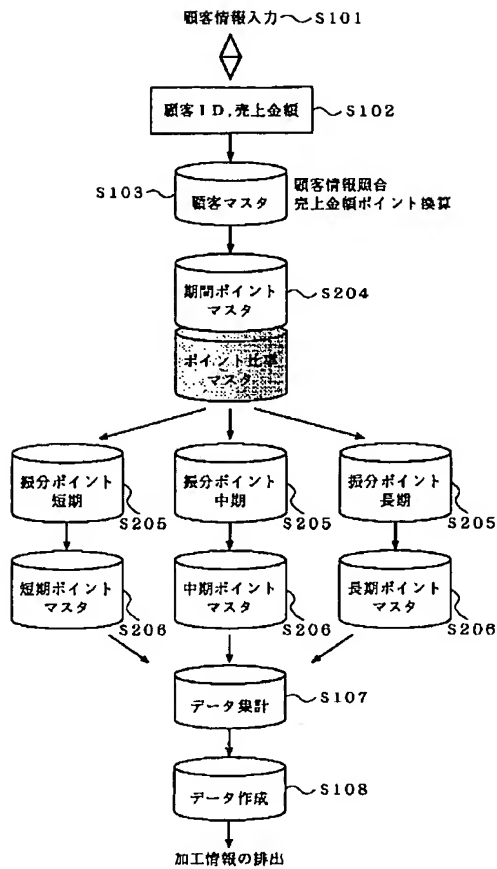 顧客情報入力
S101
顧客ID,売上金額
S102
S103
顧客マスタ
顧客情報照合
売上金額ポイント換算
期間ポイント
マスタ
S204
ポイント比率
マスタ
振分ポイント
短期
S205
振分ポイント
中期
S205
振分ポイント
長期
S205
短期ポイント
マスタ
S206
中期ポイント
マスタ
S206
長期ポイント
マスタ
S206
データ集計
S107
データ作成
S108
加工情報の排出